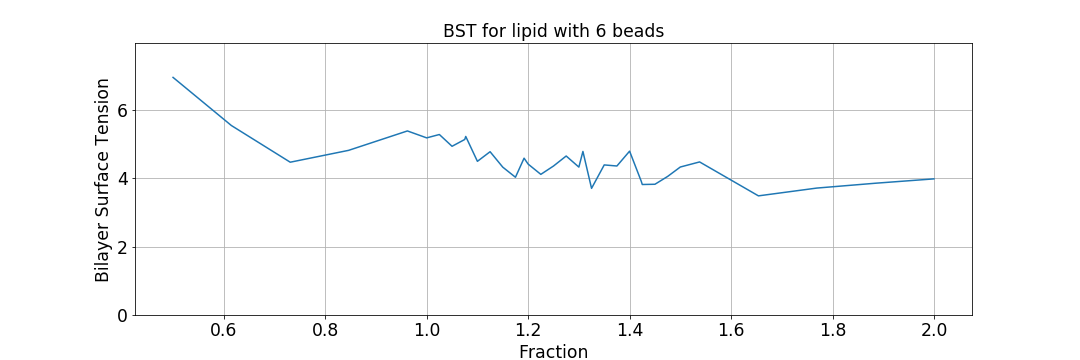 BST for lipid with 6 beads
Bilayer Surface Tension
6
4
2
0
0.6 0.8 1.0 1.2 1.4 1.6 1.8 2.0
Fraction